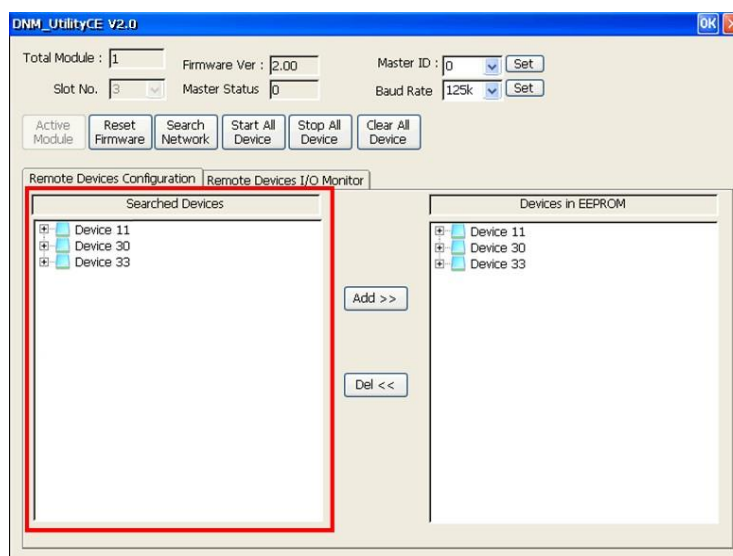 DNM_UtilityCE V2.0 OK
Total Module : 1 Firmware Ver : 2.00 Master ID : 0 Set
Slot No. 3 Master Status 0 Baud Rate 125k Set
Active Module Reset Firmware Search Network Start All Device Stop All Device Clear All Device
Remote Devices Configuration Remote Devices I/O Monitor
Searched Devices Devices in EEPROM
Device 11 Device 11
Device 30 Device 30
Device 33 Device 33
Add >>
Del <<